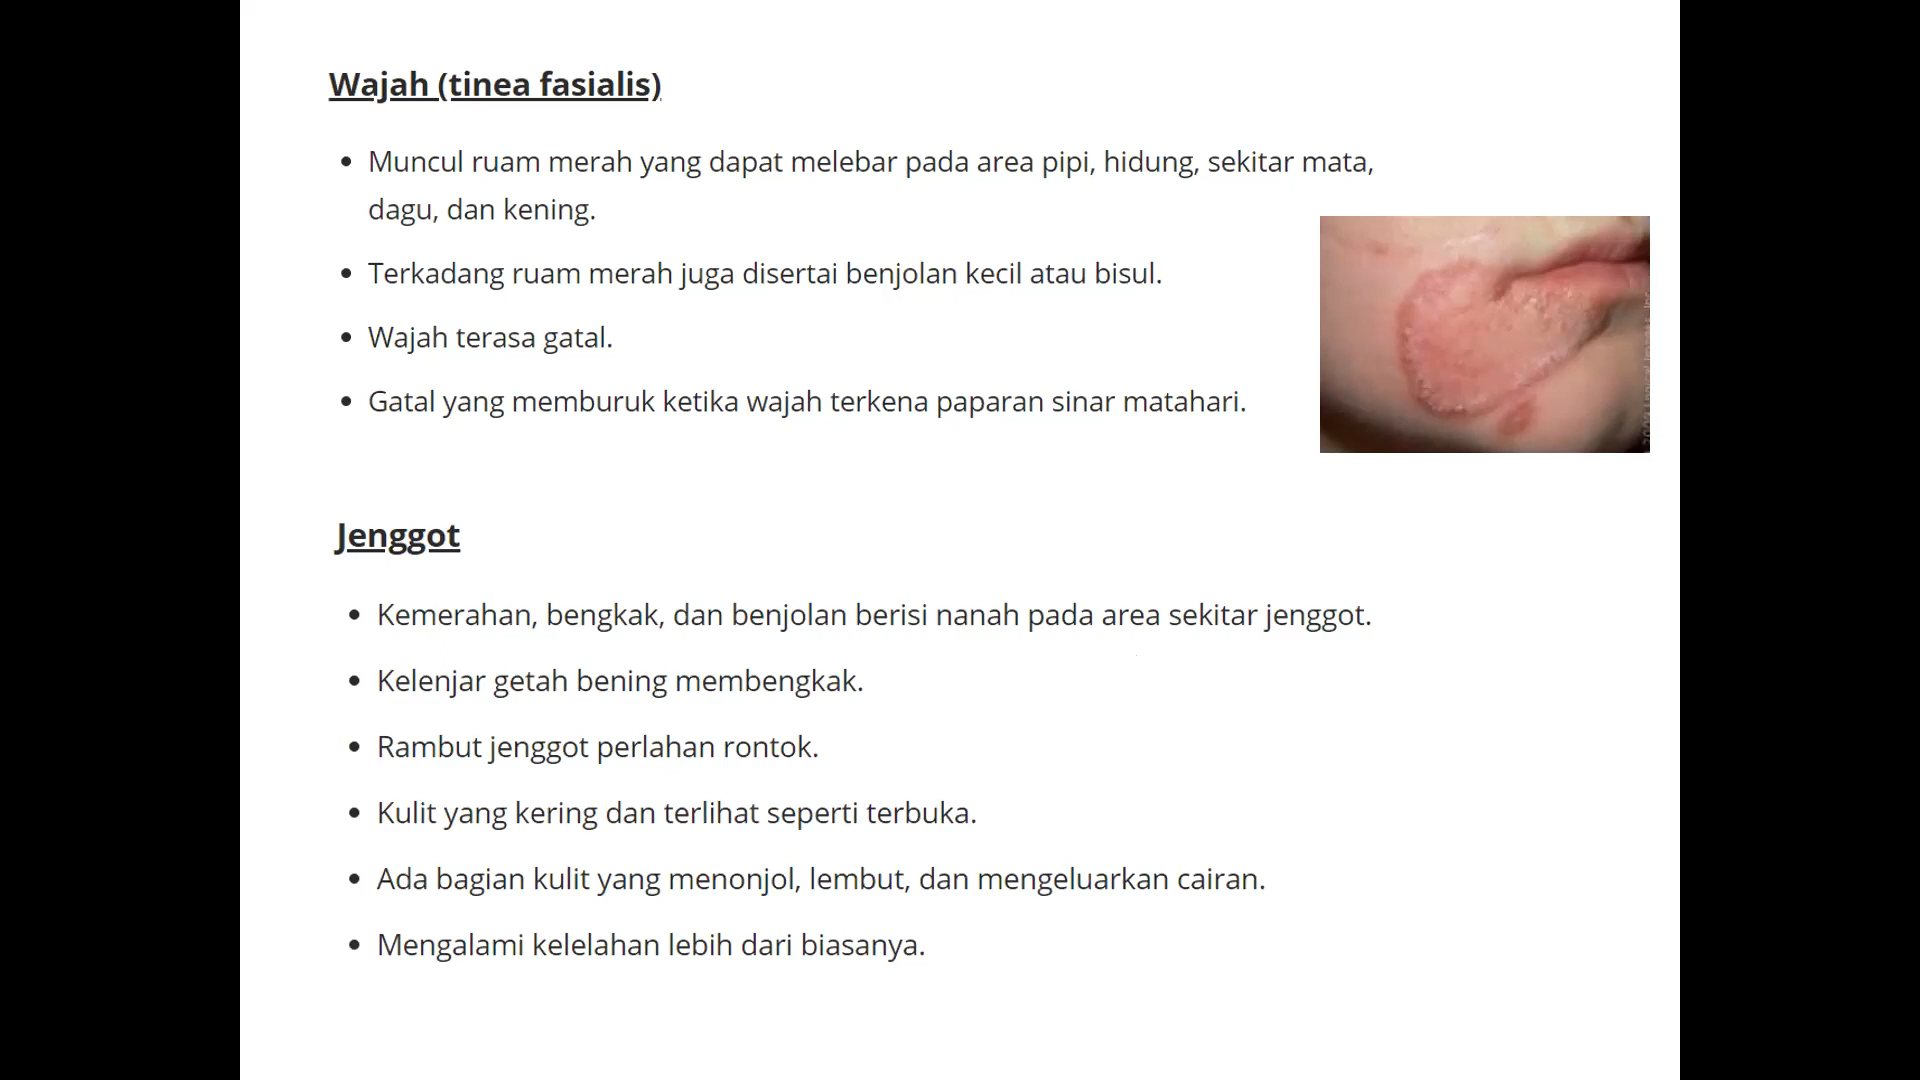 Wajah (tinea fasialis)
• Muncul ruam merah yang dapat melebar pada area pipi, hidung, sekitar mata,
dagu, dan kening.
• Terkadang ruam merah juga disertai benjolan kecil atau bisul.
• Wajah terasa gatal.
• Gatal yang memburuk ketika wajah terkena paparan sinar matahari.
Jenggot
• Kemerahan, bengkak, dan benjolan berisi nanah pada area sekitar jenggot.
• Kelenjar getah bening membengkak.
• Rambut jenggot perlahan rontok.
• Kulit yang kering dan terlihat seperti terbuka.
• Ada bagian kulit yang menonjol, lembut, dan mengeluarkan cairan.
• Mengalami kelelahan lebih dari biasanya.